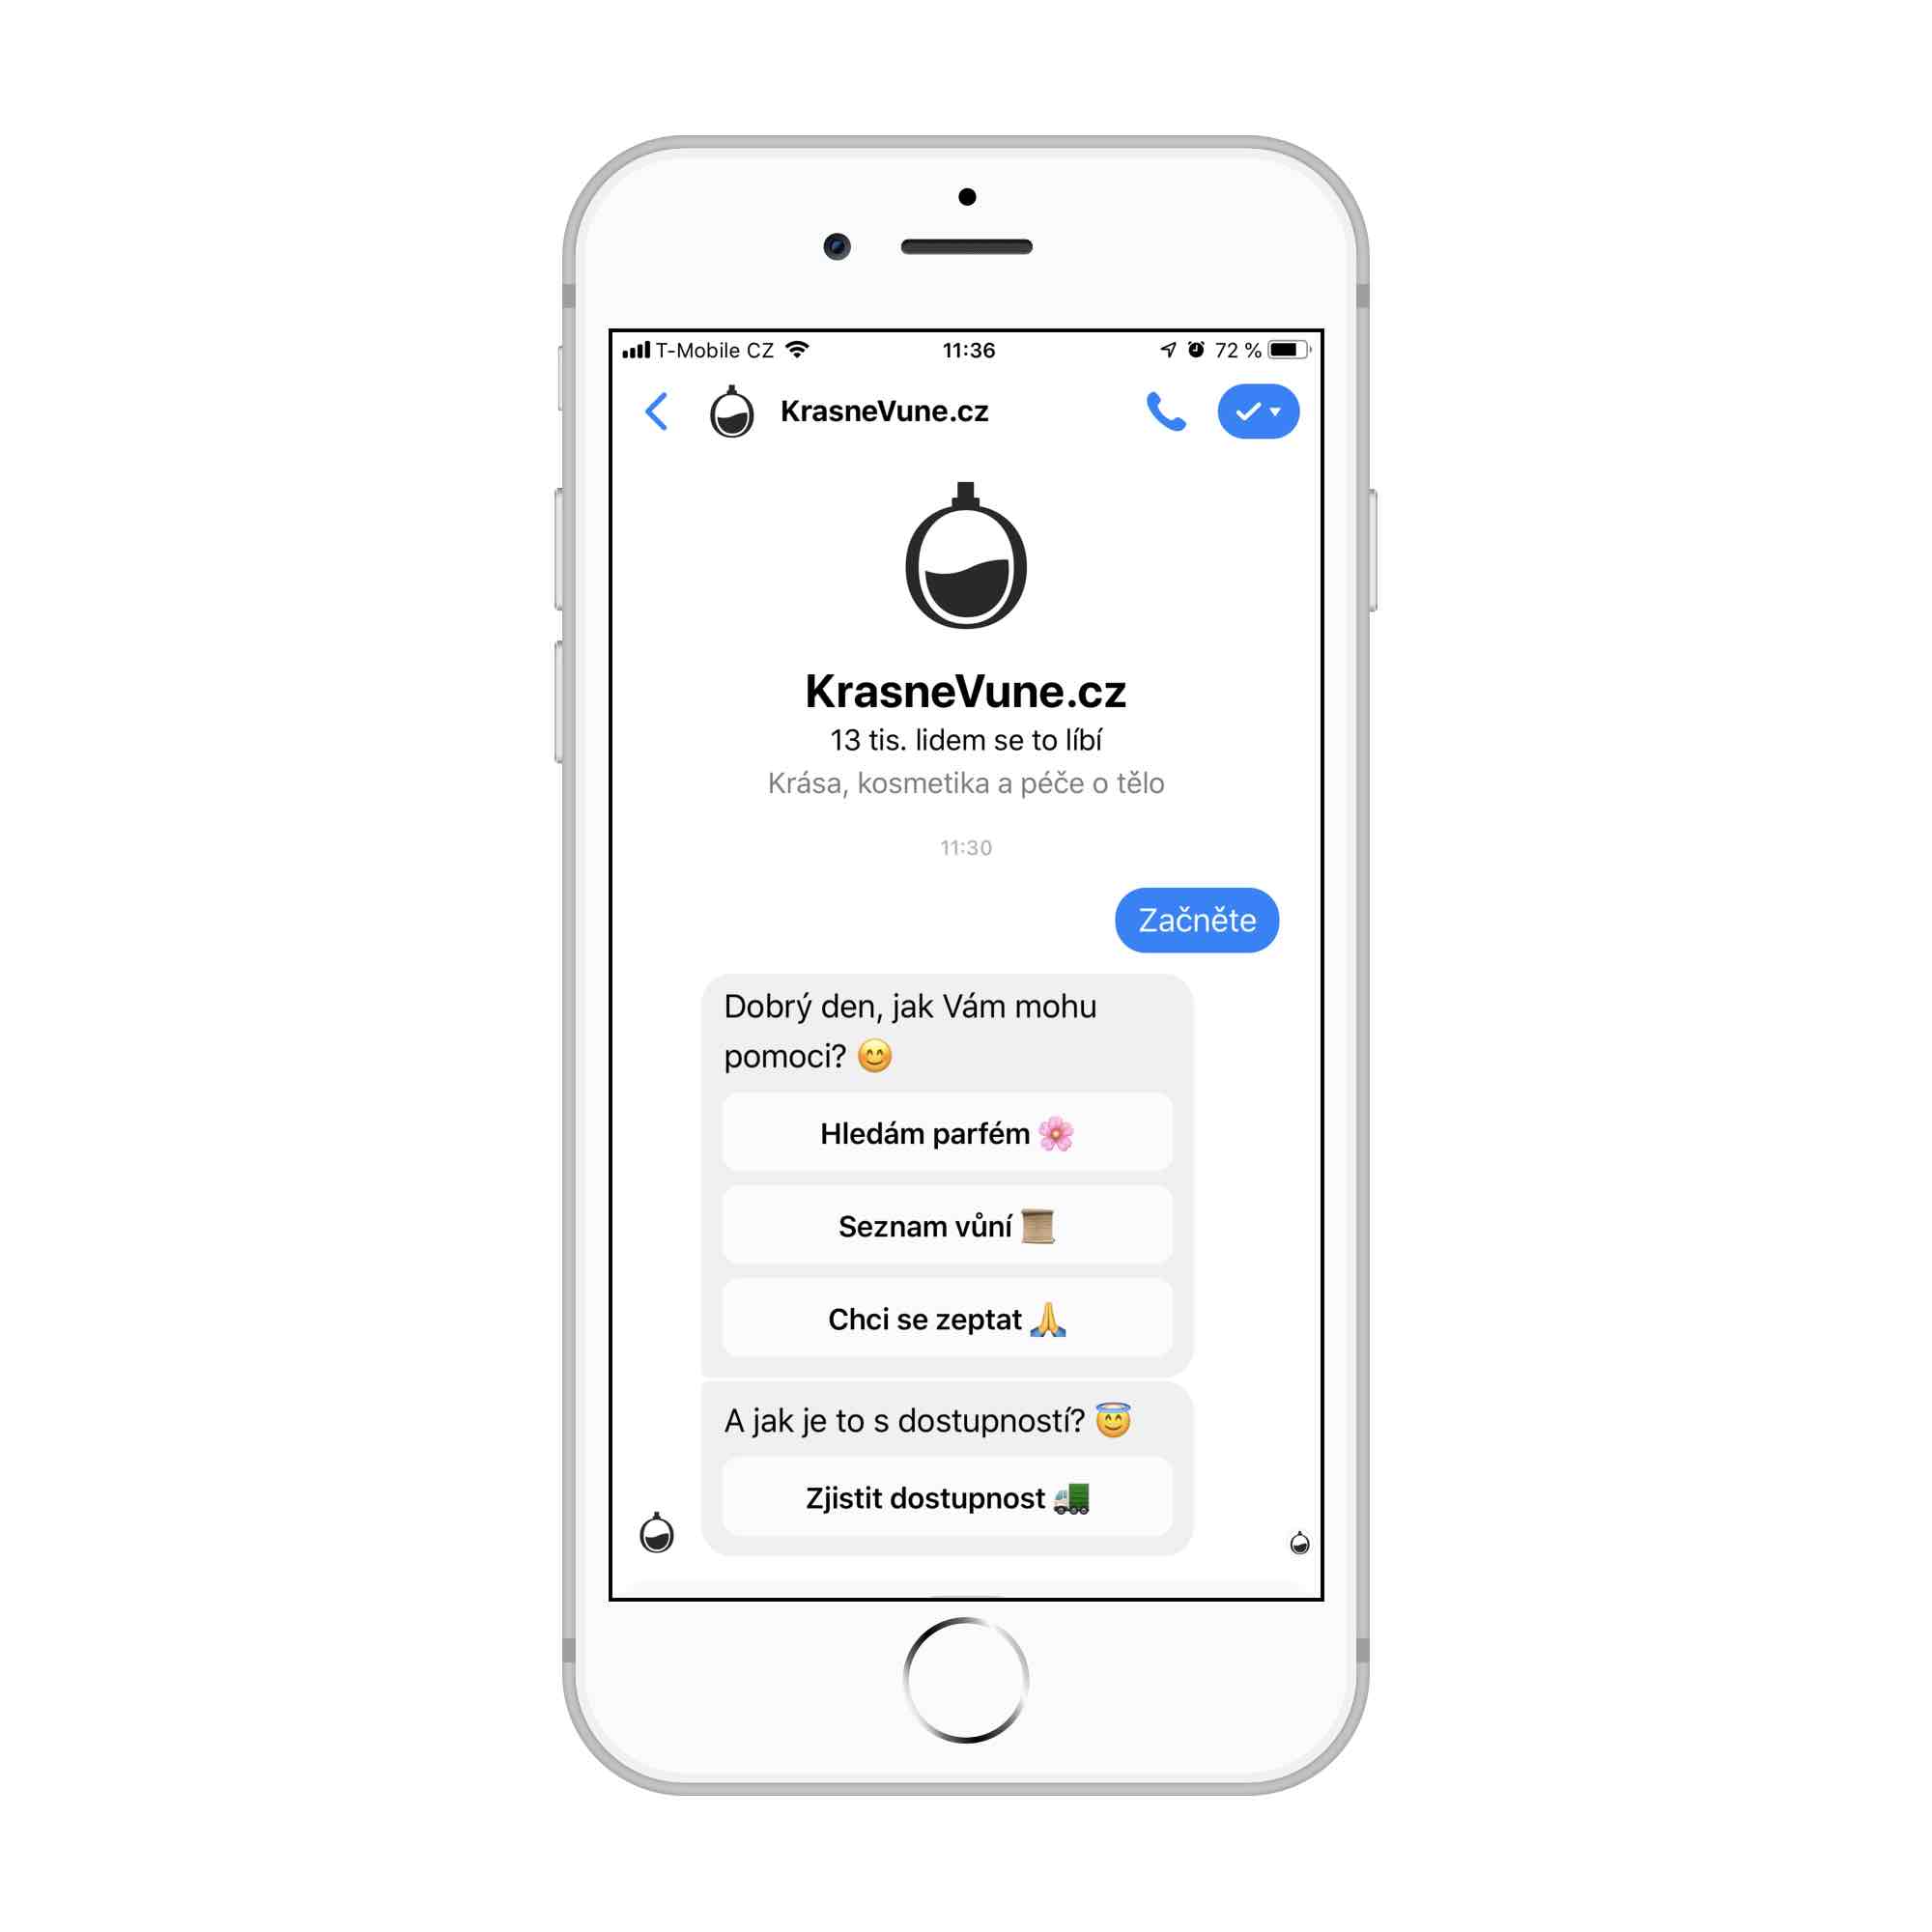 T-Mobile CZ 11:36 72 %
KrasneVune.cz
KrasneVune.cz
13 tis. lidem se to líbí
Krása, kosmetika a péče o tělo
11:30
Začněte
Dobrý den, jak Vám mohu
pomoci? 😊
Hledám parfém 🌸
Seznam vůní 📜
Chci se zeptat 🙏
A jak je to s dostupností? 😇
Zjistit dostupnost 🚛